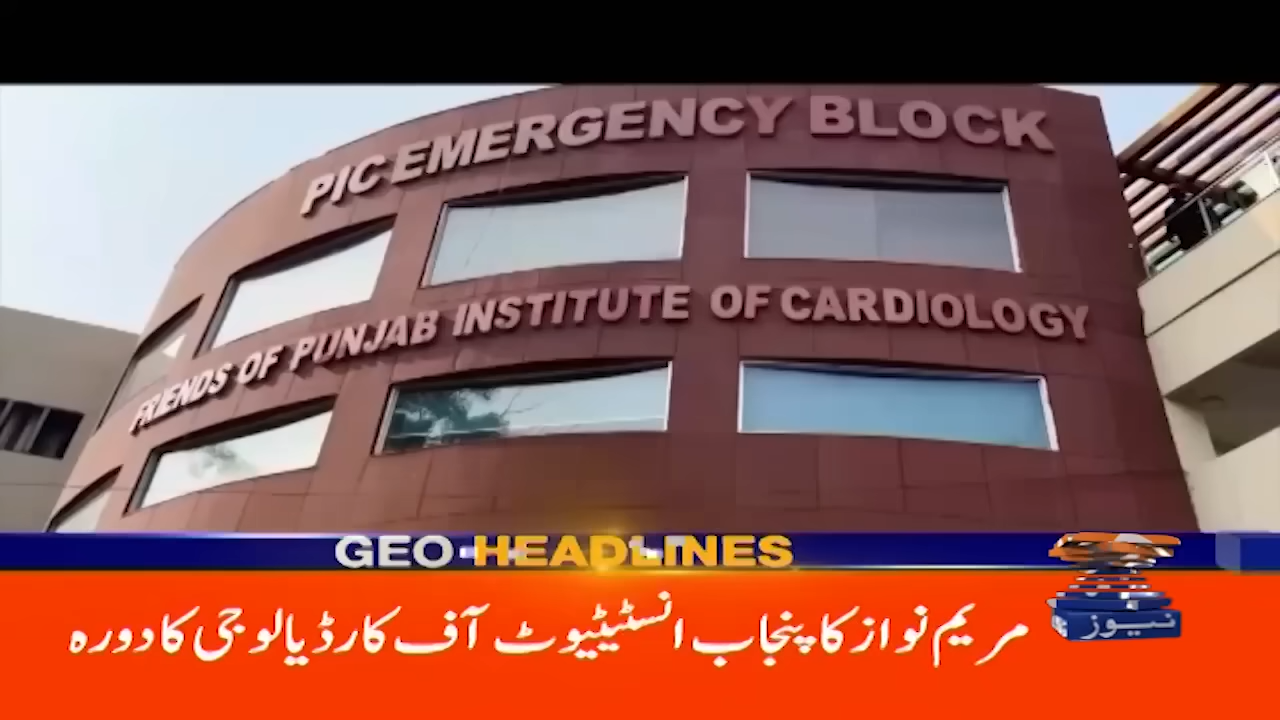 PIC EMERGENCY BLOCK
FRIENDS OF PUNJAB INSTITUTE OF CARDIOLOGY
GEO HEADLINES
مریم نواز کا پنجاب انسٹیٹیوٹ آف کارڈیالوجی کا دورہ
نیوز